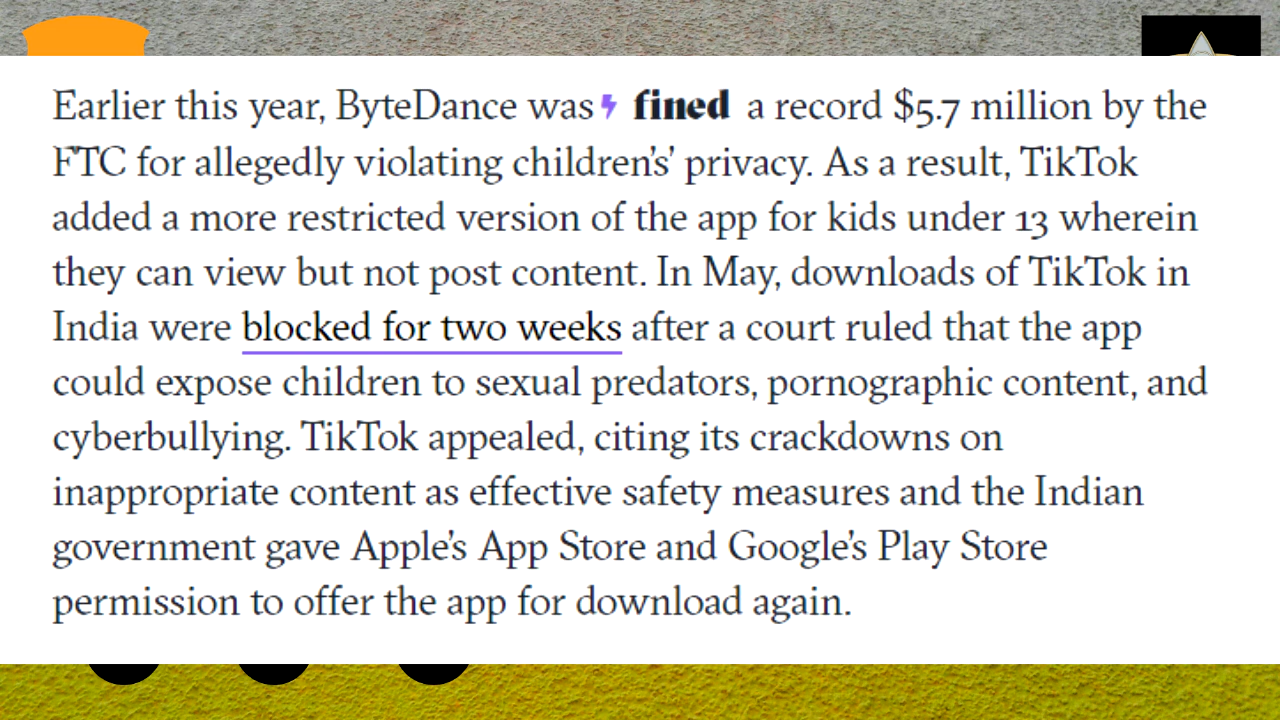 Earlier this year, ByteDance was fined a record $5.7 million by the
FTC for allegedly violating children's' privacy. As a result, TikTok
added a more restricted version of the app for kids under 13 wherein
they can view but not post content. In May, downloads of TikTok in
India were blocked for two weeks after a court ruled that the app
could expose children to sexual predators, pornographic content, and
cyberbullying. TikTok appealed, citing its crackdowns on
inappropriate content as effective safety measures and the Indian
government gave Apple's App Store and Google's Play Store
permission to offer the app for download again.